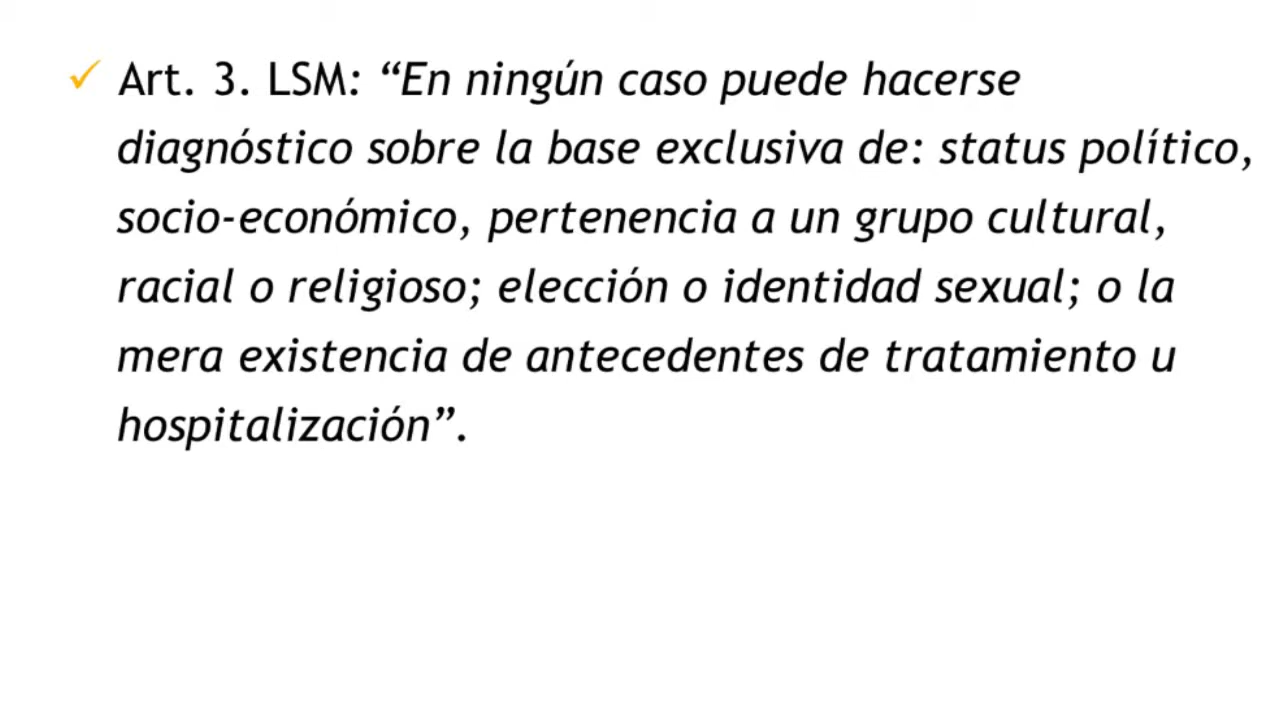 ✓ Art. 3. LSM: “En ningún caso puede hacerse
diagnóstico sobre la base exclusiva de: status político,
socio-económico, pertenencia a un grupo cultural,
racial o religioso; elección o identidad sexual; o la
mera existencia de antecedentes de tratamiento u
hospitalización”.